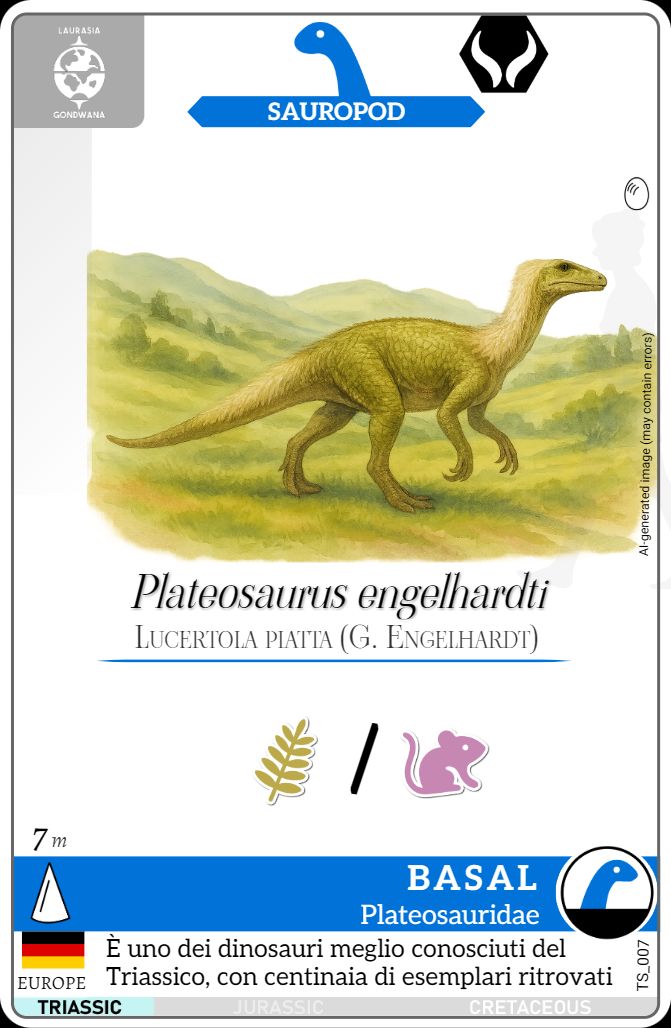 LAURASIA
GONDWANA
SAUROPOD
AI-generated image (may contain errors)
Plateosaurus engelhardti
Lucertola piatta (G. Engelhardt)
/
7 m
BASAL
Plateosauridae
EUROPE
È uno dei dinosauri meglio conosciuti del
Triassico, con centinaia di esemplari ritrovati
TS_007
TRIASSIC JURASSIC CRETACEOUS